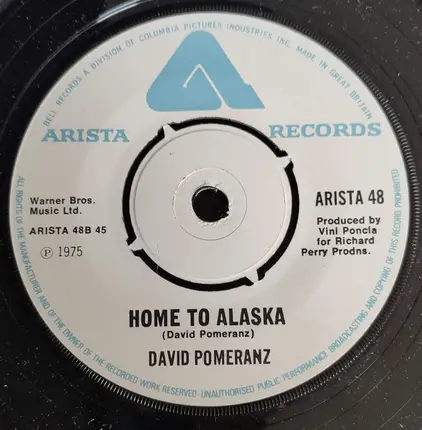 BELL RECORDS A DIVISION OF COLUMBIA PICTURES INDUSTRIES INC. MADE IN GREAT BRITAIN
ARISTA RECORDS
Warner Bros.
Music Ltd.
ARISTA 48B 45
Ⓟ 1975
ARISTA 48
Produced by
Vini Poncia
for Richard
Perry Prodns.
HOME TO ALASKA
(David Pomeranz)
DAVID POMERANZ
ALL RIGHTS OF THE MANUFACTURER AND OF THE OWNER OF THE RECORDED WORK RESERVED·UNAUTHORISED PUBLIC PERFORMANCE BROADCASTING AND COPYING OF THIS RECORD PROHIBITED